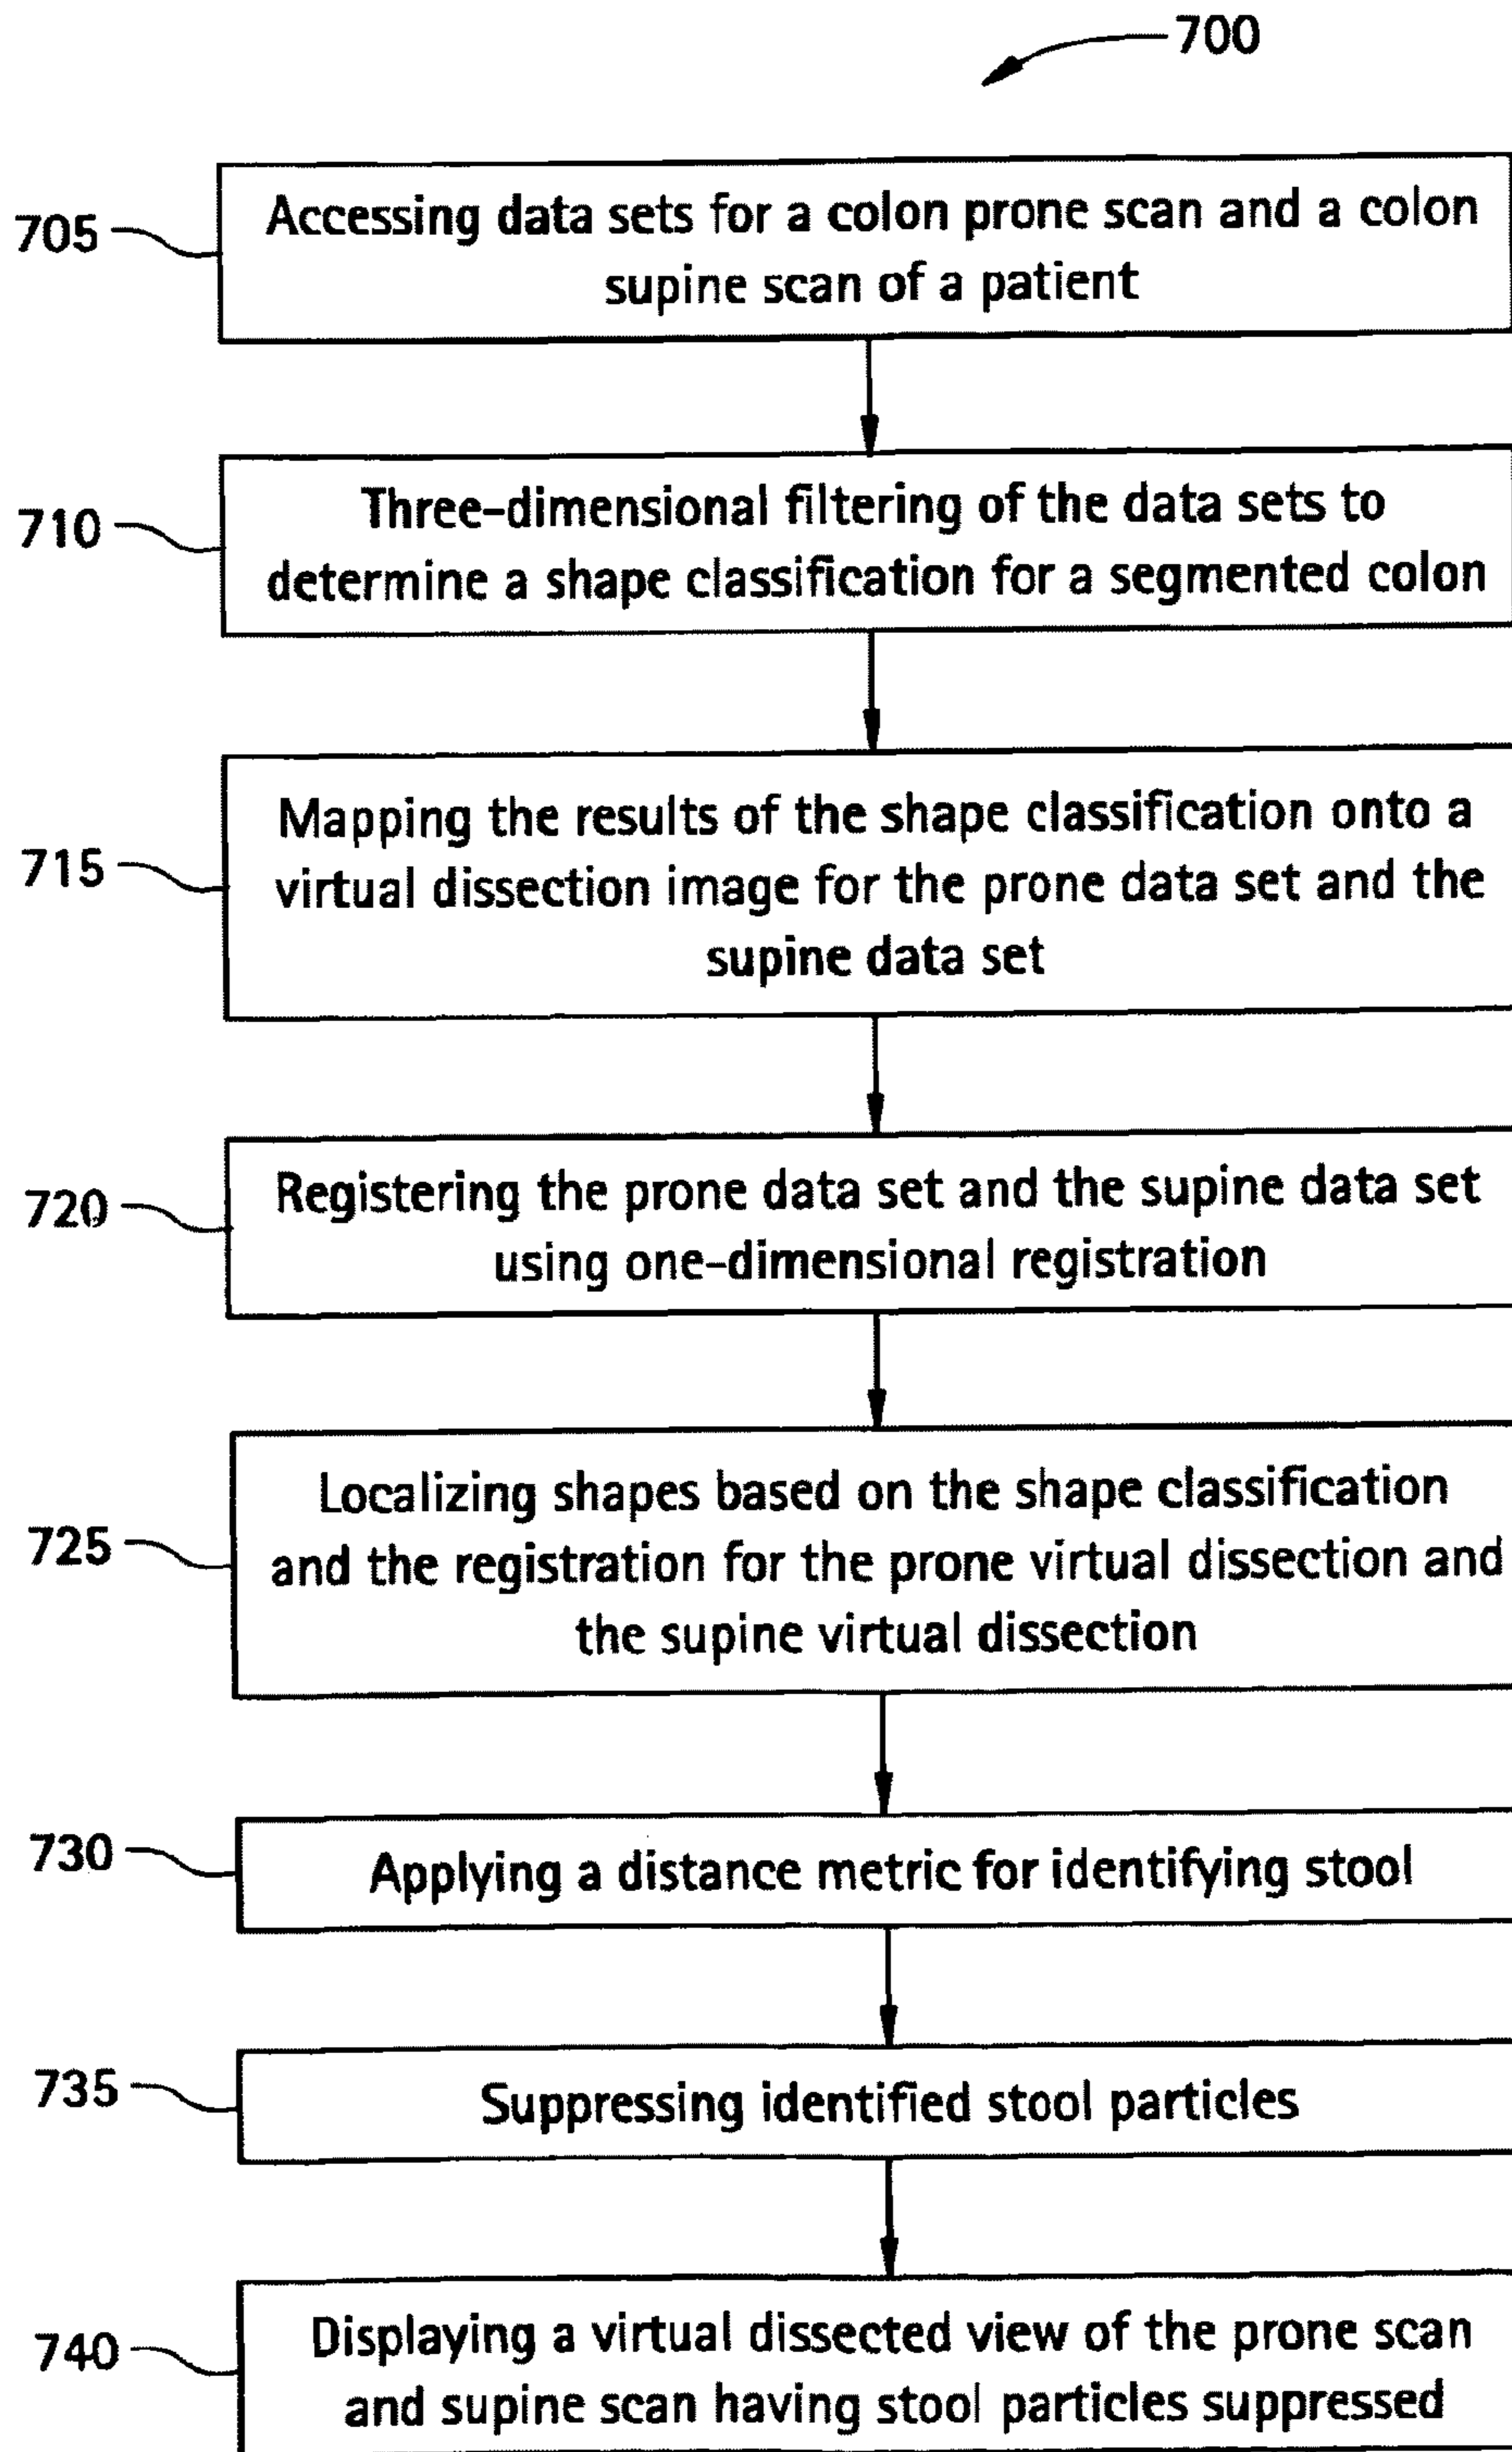 700
705
Accessing data sets for a colon prone scan and a colon
supine scan of a patient
710
Three-dimensional filtering of the data sets to
determine a shape classification for a segmented colon
715
Mapping the results of the shape classification onto a
virtual dissection image for the prone data set and the
supine data set
720
Registering the prone data set and the supine data set
using one-dimensional registration
725
Localizing shapes based on the shape classification
and the registration for the prone virtual dissection and
the supine virtual dissection
730
Applying a distance metric for identifying stool
735
Suppressing identified stool particles
740
Displaying a virtual dissected view of the prone scan
and supine scan having stool particles suppressed